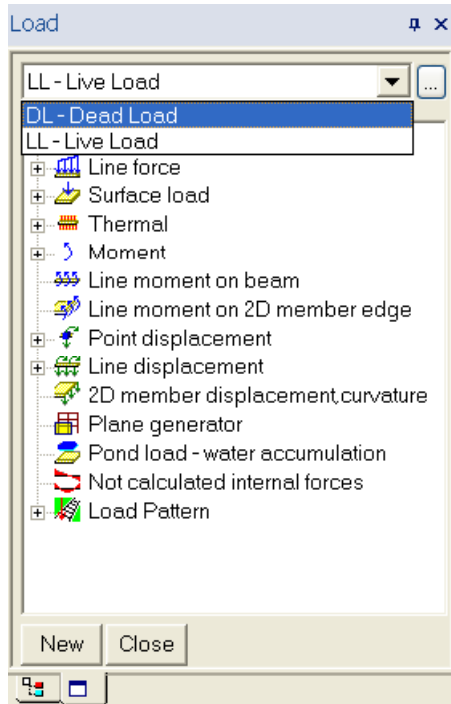 Load
LL - Live Load
...
DL - Dead Load
LL - Live Load
Line force
Surface load
Thermal
Moment
Line moment on beam
Line moment on 2D member edge
Point displacement
Line displacement
2D member displacement,curvature
Plane generator
Pond load - water accumulation
Not calculated internal forces
Load Pattern
New Close